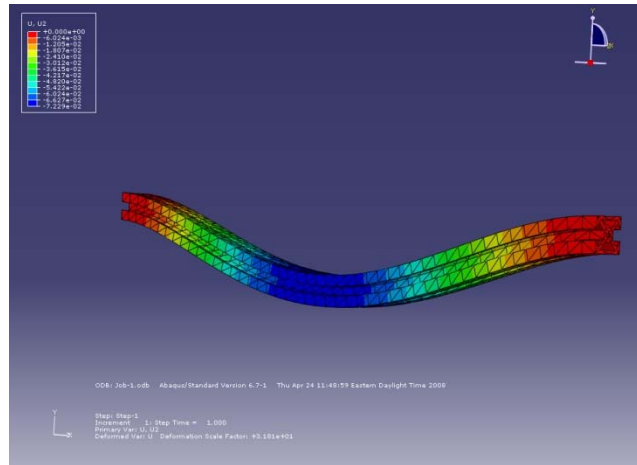 U, U2
+0.000e+00
-6.024e-03
-1.205e-02
-1.807e-02
-2.410e-02
-3.012e-02
-3.615e-02
-4.217e-02
-4.820e-02
-5.422e-02
-6.024e-02
-6.627e-02
-7.229e-02
Y
X
ODB: Job-1.odb Abaqus/Standard Version 6.7-1 Thu Apr 24 11:48:59 Eastern Daylight Time 2008
Y
X
Step: Step-1
Increment 1: Step Time = 1.000
Primary Var: U, U2
Deformed Var: U Deformation Scale Factor: +3.181e+01